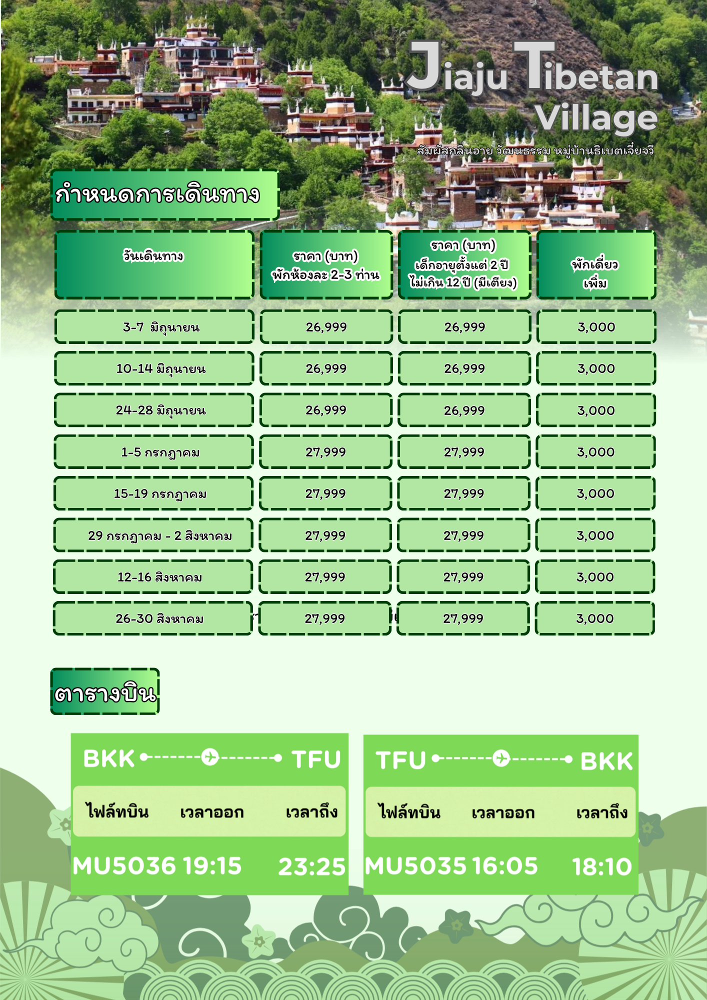 Jiaju Tibetan
Village
สัมผัสกลิ่นอาย วัฒนธรรม หมู่บ้านธิเบตเจี๋ยจวี
กำหนดการเดินทาง
วันเดินทาง
ราคา (บาท)
พักห้องละ 2-3 ท่าน
ราคา (บาท)
เด็กอายุตั้งแต่ 2 ปี
ไม่เกิน 12 ปี (มีเตียง)
พักเดี่ยว
เพิ่ม
3-7 มิถุนายน 26,999 26,999 3,000
10-14 มิถุนายน 26,999 26,999 3,000
24-28 มิถุนายน 26,999 26,999 3,000
1-5 กรกฎาคม 27,999 27,999 3,000
15-19 กรกฎาคม 27,999 27,999 3,000
29 กรกฎาคม - 2 สิงหาคม 27,999 27,999 3,000
12-16 สิงหาคม 27,999 27,999 3,000
26-30 สิงหาคม 27,999 27,999 3,000
ตารางบิน
BKK TFU
ไฟล์ทบิน เวลาออก เวลาถึง
MU5036 19:15 23:25
TFU BKK
ไฟล์ทบิน เวลาออก เวลาถึง
MU5035 16:05 18:10